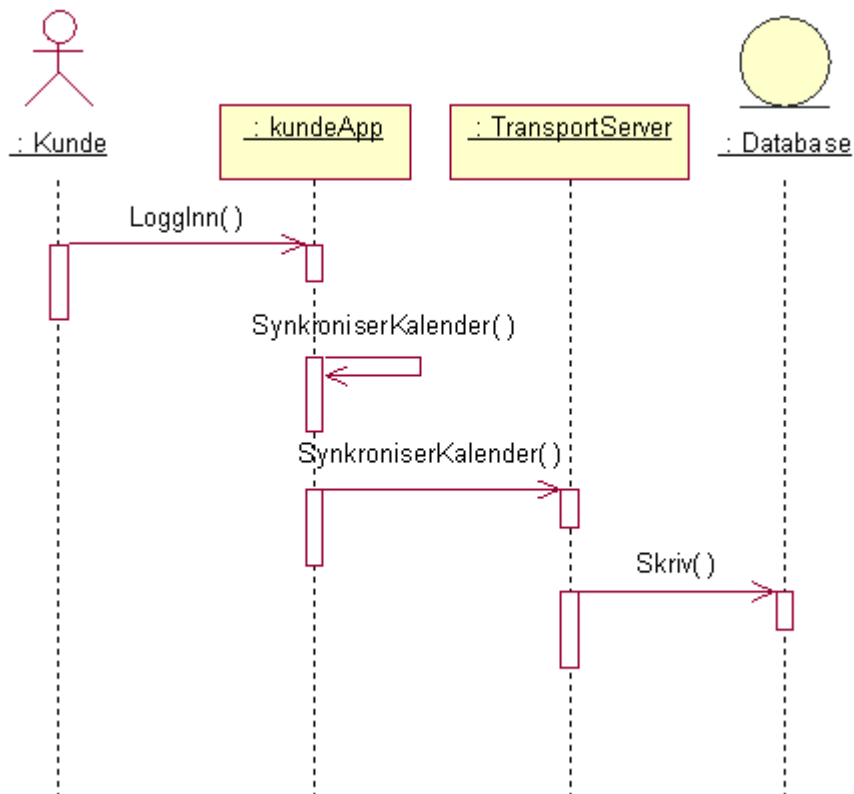 : Kunde
: kundeApp
: TransportServer
: Database
LoggInn( )
SynkroniserKalender( )
SynkroniserKalender( )
Skriv( )